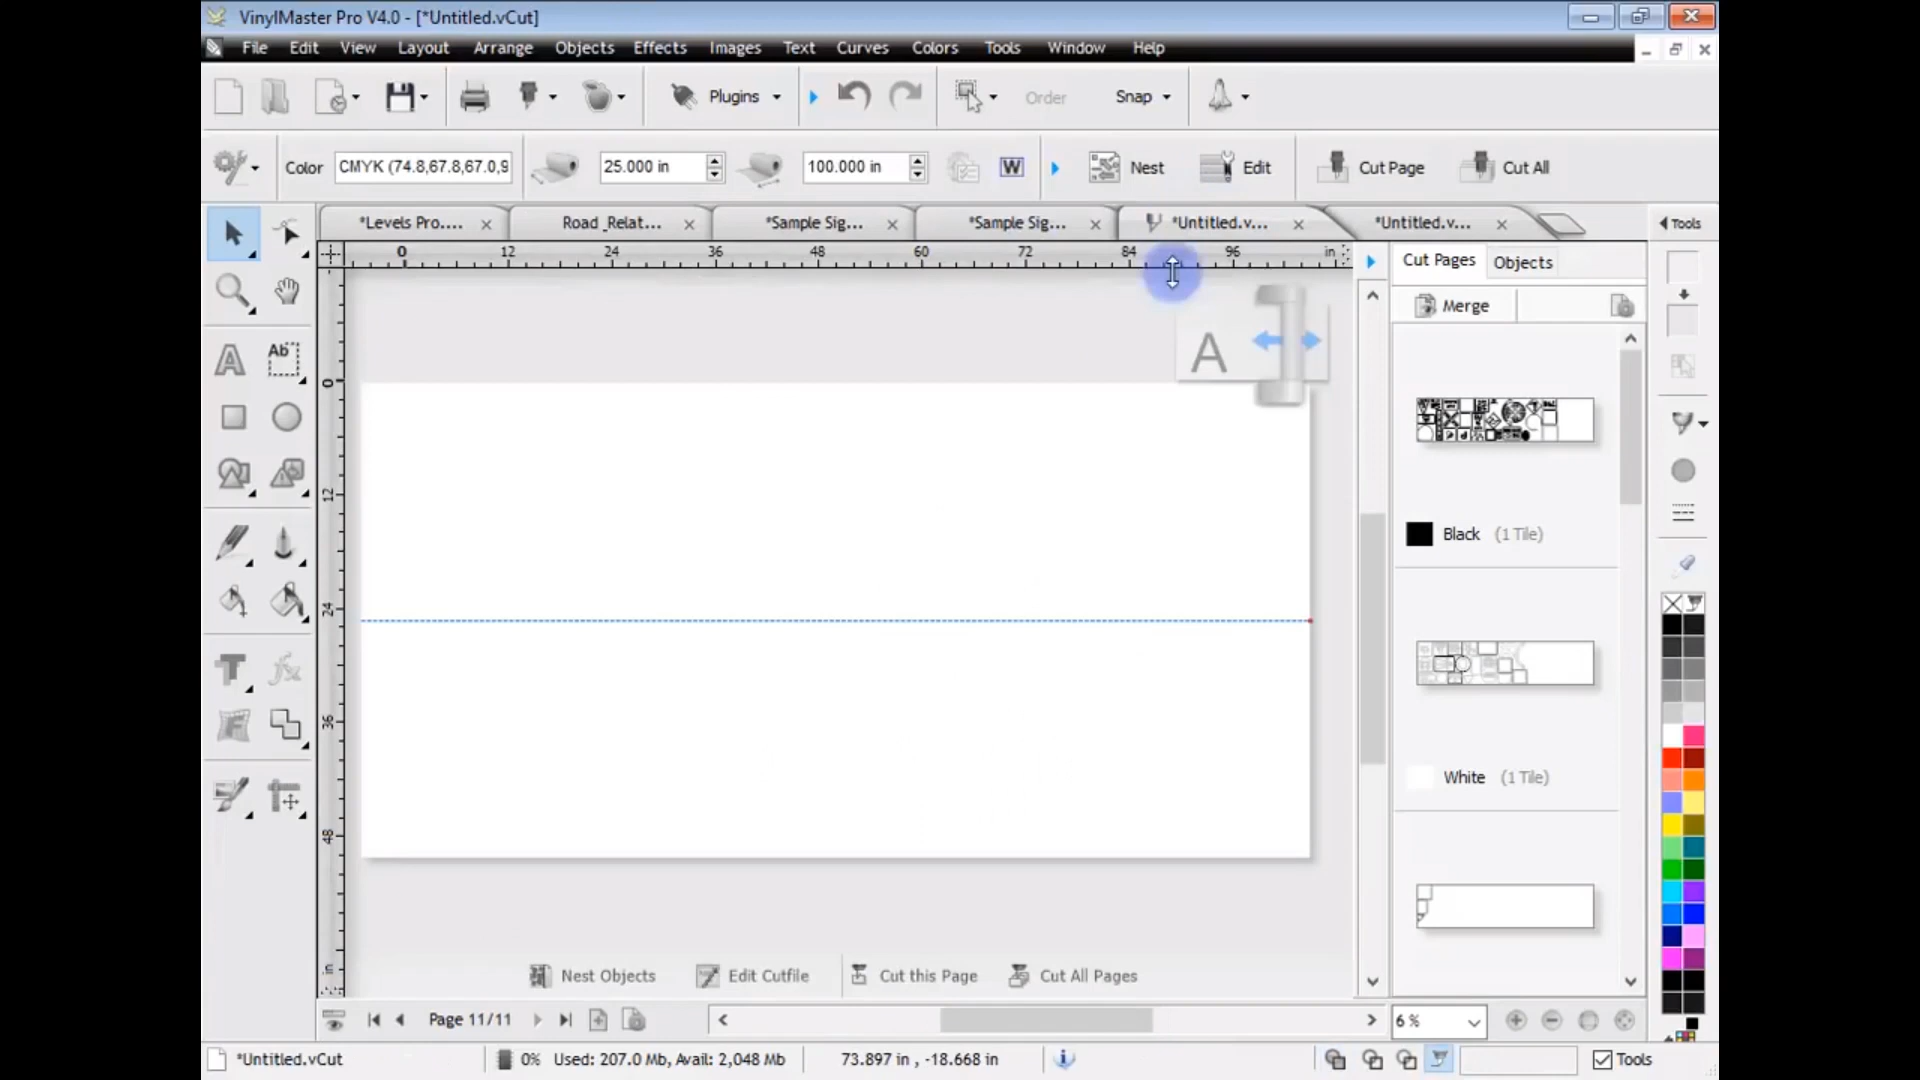 VinylMaster Pro V4.0 - [*Untitled.vCut]
File Edit View Layout Arrange Objects Effects Images Text Curves Colors Tools Window Help
Plugins Order Snap
Color CMYK (74.8,67.8,67.0,9 25.000 in 100.000 in W Nest Edit Cut Page Cut All
*Levels Pro.... Road_Relat... *Sample Sig... *Sample Sig... *Untitled.v... *Untitled.v... Tools
0 12 24 36 48 60 72 84 96 in
Cut Pages Objects
Merge
A
Ab
0
12
24
36
48
in
Black (1 Tile)
White (1 Tile)
Nest Objects Edit Cutfile Cut this Page Cut All Pages
Page 11/11 6 %
*Untitled.vCut 0% Used: 207.0 Mb, Avail: 2,048 Mb 73.897 in , -18.668 in Tools